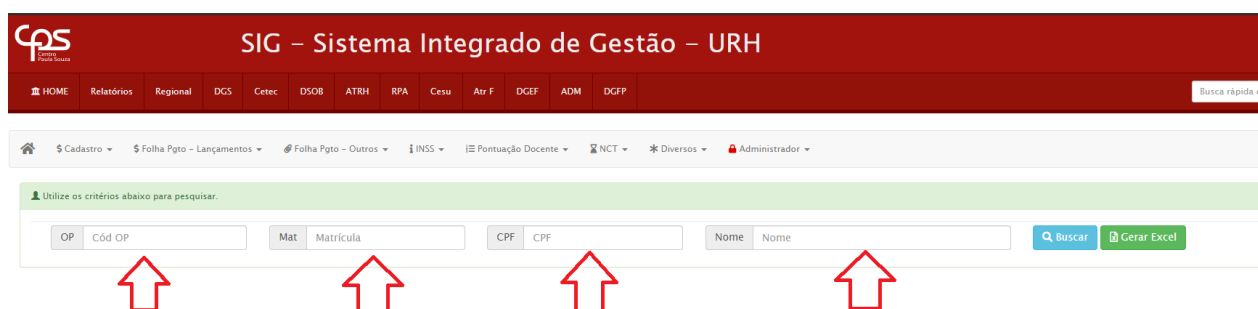 cps
Centro
Paula Souza
SIG – Sistema Integrado de Gestão – URH
HOME Relatórios Regional DGS Cetec DSOB ATRH RPA Cesu Atr F DGEF ADM DGFP Busca rápida
$ Cadastro $ Folha Pgto – Lançamentos Folha Pgto – Outros INSS Pontuação Docente NCT Diversos Administrador
Utilize os critérios abaixo para pesquisar.
OP Cód OP Mat Matrícula CPF CPF Nome Nome Buscar Gerar Excel